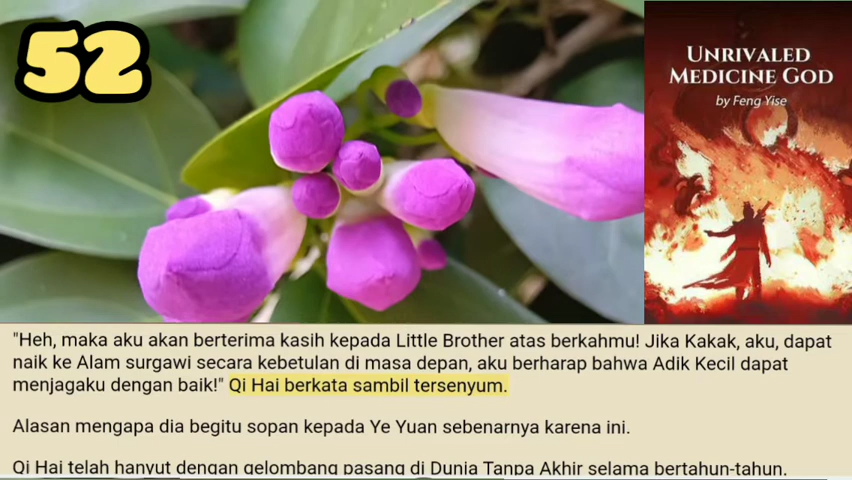 52
UNRIVALED
MEDICINE GOD
by Feng Yise
"Heh, maka aku akan berterima kasih kepada Little Brother atas berkahmu! Jika Kakak, aku, dapat
naik ke Alam surgawi secara kebetulan di masa depan, aku berharap bahwa Adik Kecil dapat
menjagaku dengan baik!" Qi Hai berkata sambil tersenyum.
Alasan mengapa dia begitu sopan kepada Ye Yuan sebenarnya karena ini.
Qi Hai telah hanyut dengan gelombang pasang di Dunia Tanpa Akhir selama bertahun-tahun.